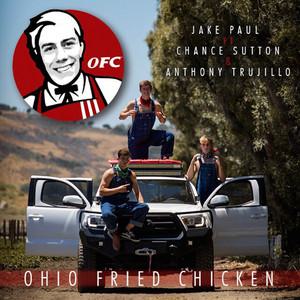 OFC
JAKE PAUL
FT
CHANCE SUTTON
&
ANTHONY TRUJILLO
OHIO FRIED CHICKEN